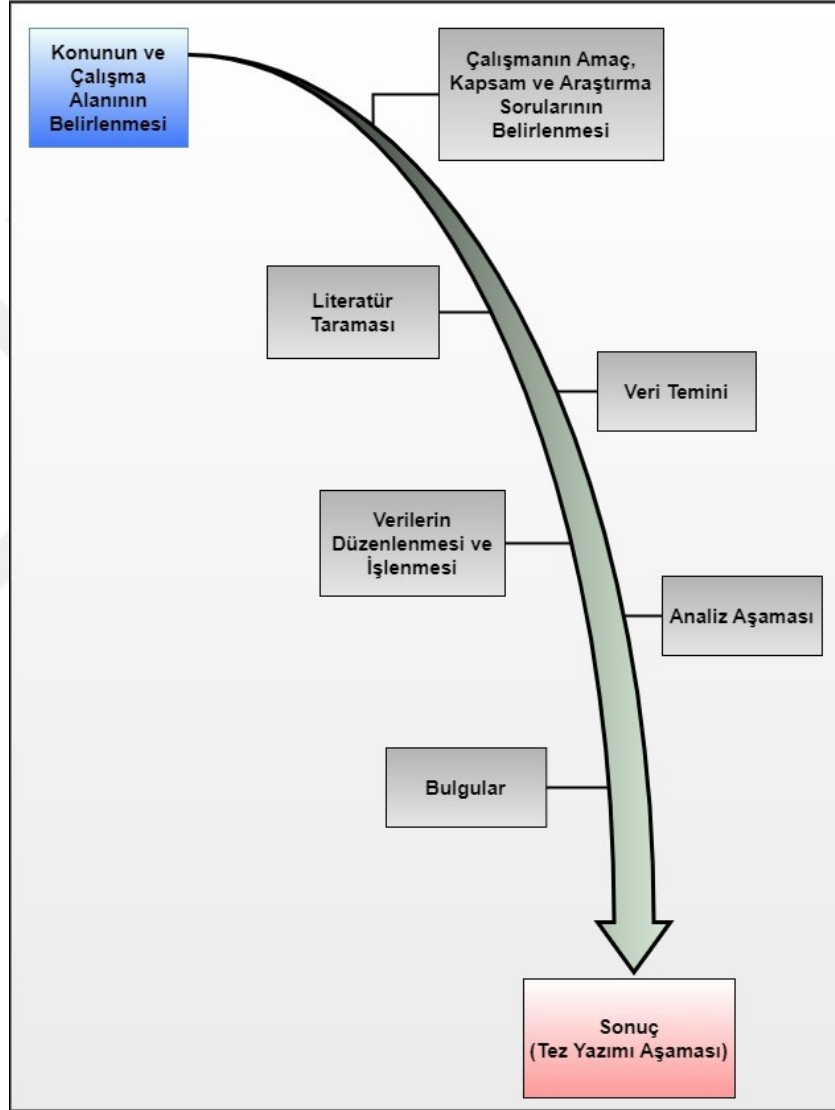 Konunun ve
Çalışma
Alanının
Belirlenmesi
Çalışmanın Amaç,
Kapsam ve Araştırma
Sorularının
Belirlenmesi
Literatür
Taraması
Veri Temini
Verilerin
Düzenlenmesi ve
İşlenmesi
Analiz Aşaması
Bulgular
Sonuç
(Tez Yazımı Aşaması)